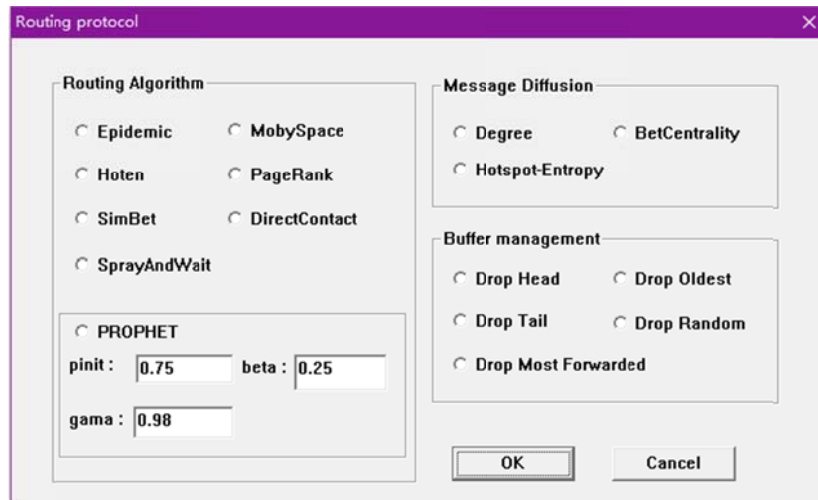 Routing protocol
Routing Algorithm
Epidemic MobySpace
Hoten PageRank
SimBet DirectContact
SprayAndWait
PROPHET
pinit : 0.75 beta : 0.25
gama : 0.98
Message Diffusion
Degree BetCentrality
Hotspot-Entropy
Buffer management
Drop Head Drop Oldest
Drop Tail Drop Random
Drop Most Forwarded
OK Cancel